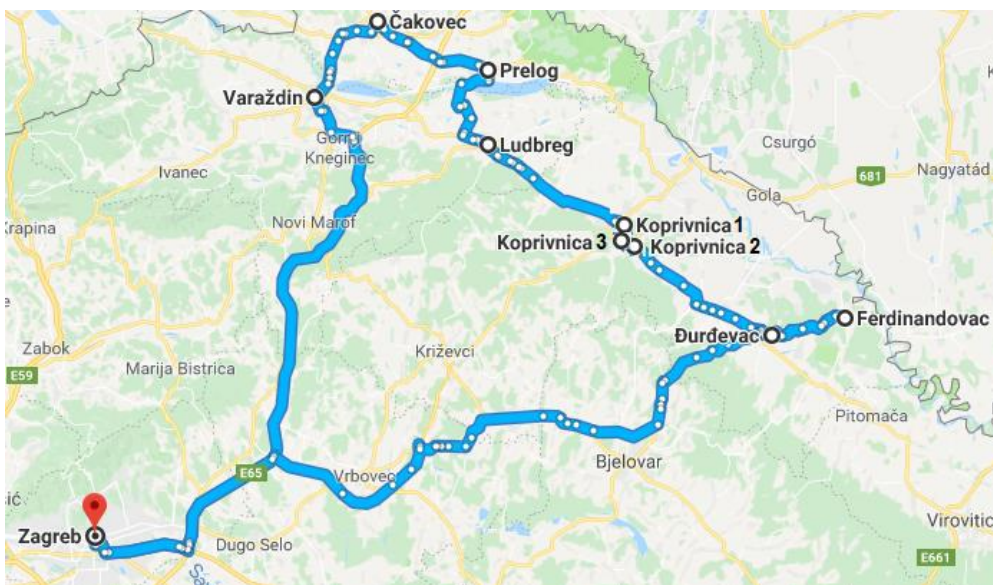 Čakovec
Prelog
Varaždin
Gornji
Kneginec
Ludbreg
Csurgó
Ivanec
681
Nagyatád
Gola
Krapina
Novi Marof
Koprivnica 1
Koprivnica 3
Koprivnica 2
Ferdinandovac
Đurđevac
Zabok
Križevci
Marija Bistrica
E59
Pitomača
E65
Vrbovec
Bjelovar
Zagreb
Dugo Selo
Virovitic
E661